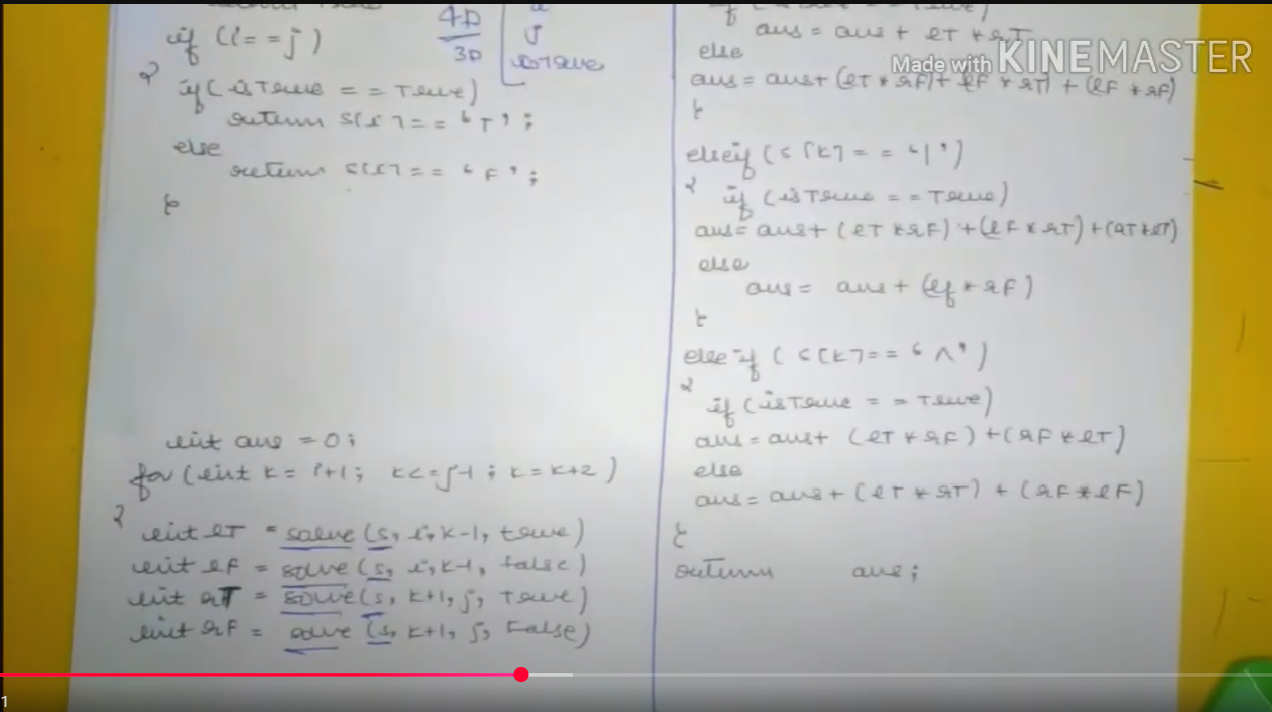 if (i==j)
{
if (isTrue == True)
return s[i] == 'T';
else
return s[i] == 'F';
}
4D
3D
i
j
isTrue
int ans = 0;
for (int k = i+1; k<=j-1; k=k+2)
{
int lT = solve (s, i, k-1, true)
int lF = solve (s, i, k-1, false)
int rT = solve (s, k+1, j, True)
int rF = solve (s, k+1, j, False)
ans = ans + lT * rT
else
ans = ans + (lT * rF) + lF * rT) + (lF * rF)
}
else if (s[k] == '|')
{
if (isTrue == True)
ans = ans + (lT * rF) + (lF * rT) + (rT * lT)
else
ans = ans + (lf * rF)
}
else if (s[k] == '^')
{
if (isTrue == True)
ans = ans + (lT * rF) + (rF * lT)
else
ans = ans + (lT * rT) + (rF * lF)
}
return ans;
Made with KINEMASTER
1